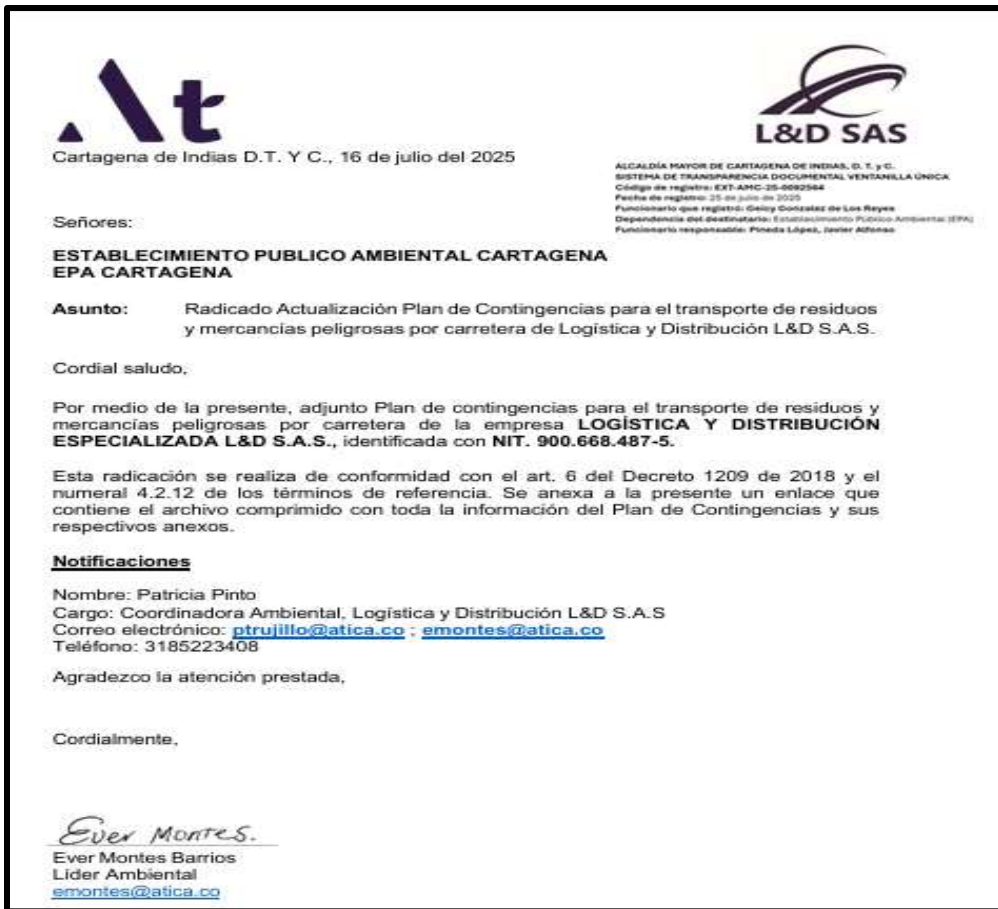 At
L&D SAS
Cartagena de Indias D.T. Y C., 16 de julio del 2025
ALCALDÍA MAYOR DE CARTAGENA DE INDIAS, D. T. y C.
SISTEMA DE TRANSPARENCIA DOCUMENTAL VENTANILLA ÚNICA
Código de registro: EXT-AMC-25-0092564
Fecha de registro: 25 de julio de 2025
Funcionario que registró: Geicy Gonzalez de Los Reyes
Dependencia del destinatario: Establecimiento Público Ambiental (EPA)
Funcionario responsable: Pineda López, Javier Alfonso
Señores:
ESTABLECIMIENTO PUBLICO AMBIENTAL CARTAGENA
EPA CARTAGENA
Asunto: Radicado Actualización Plan de Contingencias para el transporte de residuos
y mercancías peligrosas por carretera de Logística y Distribución L&D S.A.S.
Cordial saludo,
Por medio de la presente, adjunto Plan de contingencias para el transporte de residuos y
mercancías peligrosas por carretera de la empresa LOGÍSTICA Y DISTRIBUCIÓN
ESPECIALIZADA L&D S.A.S., identificada con NIT. 900.668.487-5.
Esta radicación se realiza de conformidad con el art. 6 del Decreto 1209 de 2018 y el
numeral 4.2.12 de los términos de referencia. Se anexa a la presente un enlace que
contiene el archivo comprimido con toda la información del Plan de Contingencias y sus
respectivos anexos.
Notificaciones
Nombre: Patricia Pinto
Cargo: Coordinadora Ambiental, Logística y Distribución L&D S.A.S
Correo electrónico: ptrujillo@atica.co ; emontes@atica.co
Teléfono: 3185223408
Agradezco la atención prestada,
Cordialmente,
Ever Montes.
Ever Montes Barrios
Líder Ambiental
emontes@atica.co